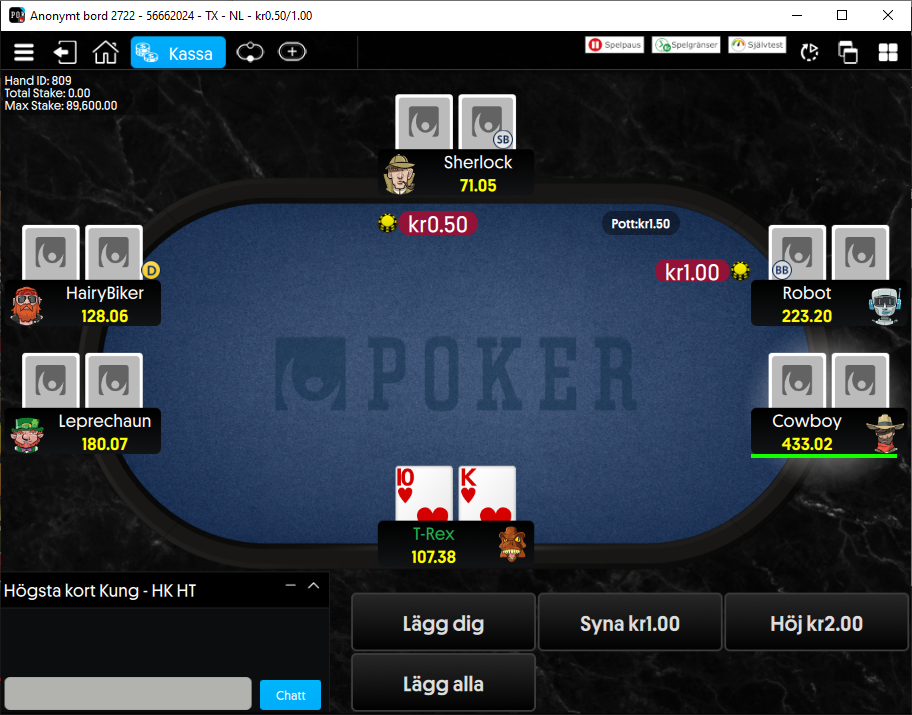 Anonymt bord 2722 - 56662024 - TX - NL - kr0.50/1.00
Kassa
Spelpaus
Spelgränser
Självtest
Hand ID: 809
Total Stake: 0.00
Max Stake: 89,600.00
SB
Sherlock
71.05
kr0.50
Pott:kr1.50
kr1.00
D
HairyBiker
128.06
BB
Robot
223.20
POKER
Leprechaun
180.07
Cowboy
433.02
10
K
T-Rex
107.38
Högsta kort Kung - HK HT
Chatt
Lägg dig
Syna kr1.00
Höj kr2.00
Lägg alla